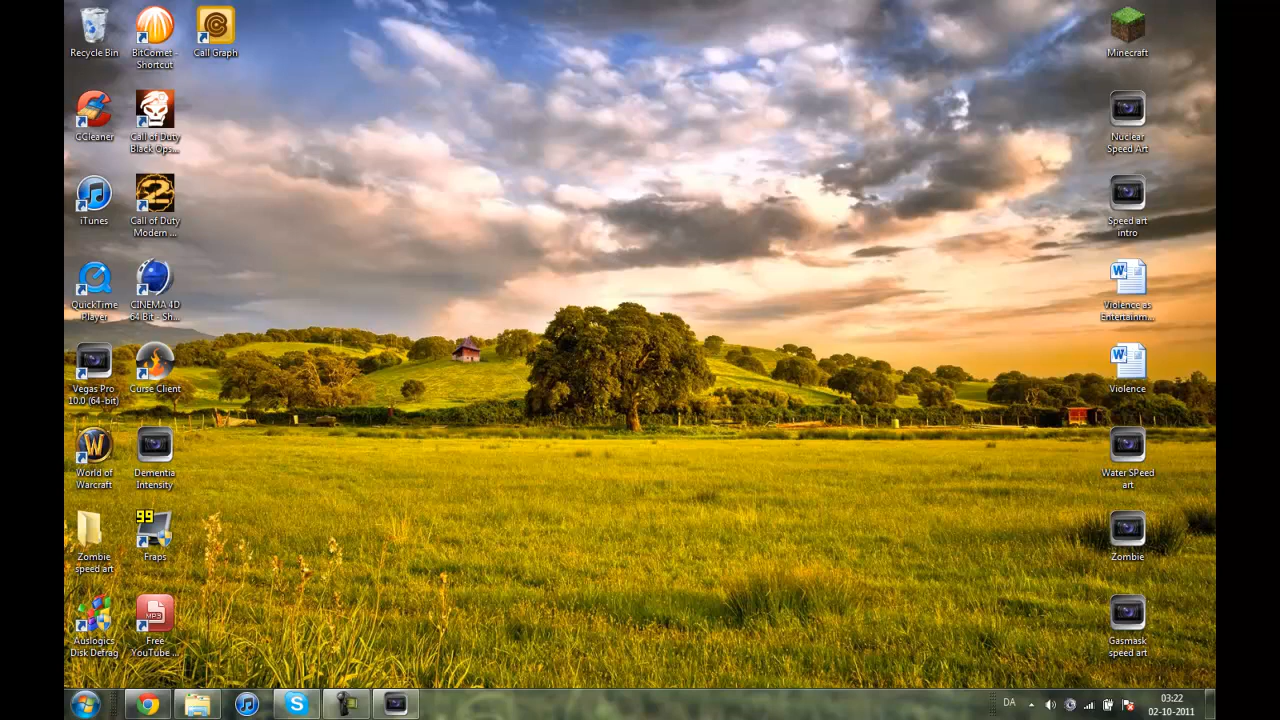 Recycle Bin
BitComet -
Shortcut
Call Graph
CCleaner
Call of Duty
Black Ops...
iTunes
2
Call of Duty
Modern ...
QuickTime
Player
CINEMA 4D
64 Bit - Sh...
Vegas Pro
10.0 (64-bit)
Curse Client
W
World of
Warcraft
Dementia
Intensity
Zombie
speed art
99
Fraps
Auslogics
Disk Defrag
MP3
Free
YouTube ...
Minecraft
Nuclear
Speed Art
Speed art
intro
W
Violence as
Entertainm...
W
Violence
Water SPeed
art
Zombie
Gasmask
speed art
S
DA
03:22
02-10-2011